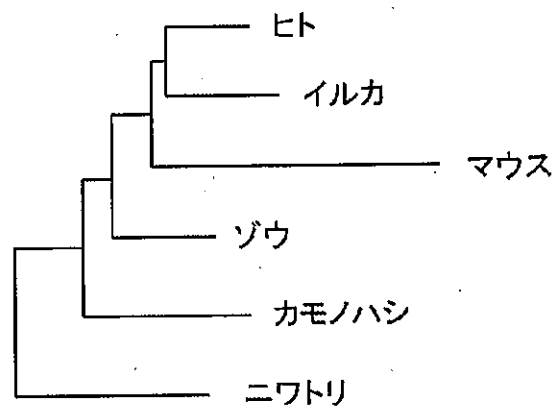 ヒト
イルカ
マウス
ゾウ
カモノハシ
ニワトリ